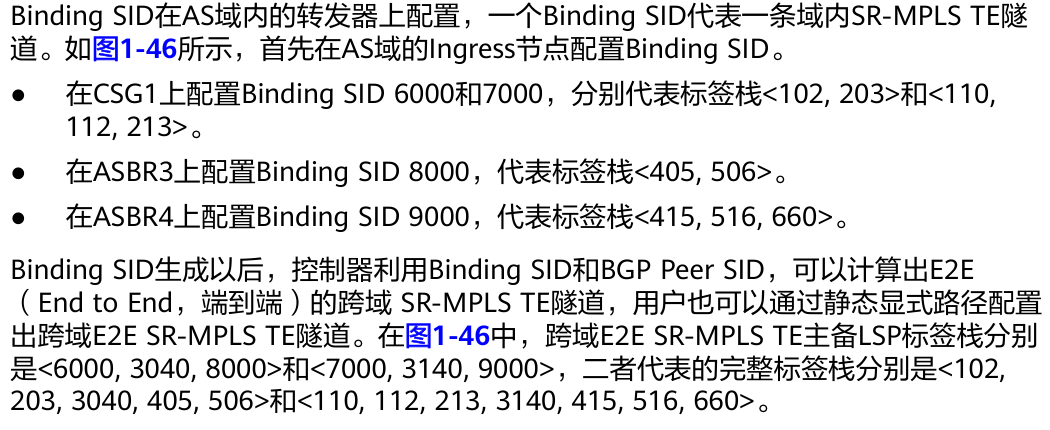 Binding SID在AS域内的转发器上配置，一个Binding SID代表一条域内SR-MPLS TE隧
道。如图1-46所示，首先在AS域的Ingress节点配置Binding SID。
● 在CSG1上配置Binding SID 6000和7000，分别代表标签栈<102, 203>和<110,
112, 213>。
● 在ASBR3上配置Binding SID 8000，代表标签栈<405, 506>。
● 在ASBR4上配置Binding SID 9000，代表标签栈<415, 516, 660>。
Binding SID生成以后，控制器利用Binding SID和BGP Peer SID，可以计算出E2E
（End to End，端到端）的跨域 SR-MPLS TE隧道，用户也可以通过静态显式路径配置
出跨域E2E SR-MPLS TE隧道。在图1-46中，跨域E2E SR-MPLS TE主备LSP标签栈分别
是<6000, 3040, 8000>和<7000, 3140, 9000>，二者代表的完整标签栈分别是<102,
203, 3040, 405, 506>和<110, 112, 213, 3140, 415, 516, 660>。